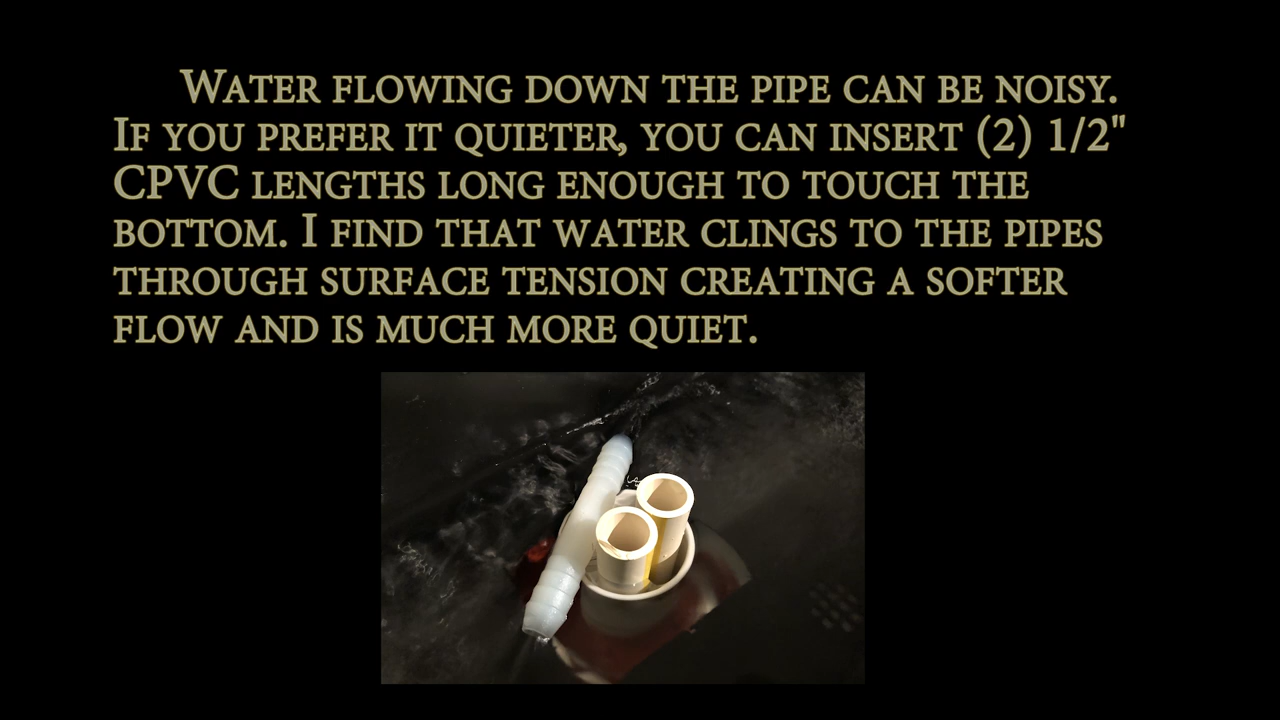 Water flowing down the pipe can be noisy.
If you prefer it quieter, you can insert (2) 1/2"
CPVC lengths long enough to touch the
bottom. I find that water clings to the pipes
through surface tension creating a softer
flow and is much more quiet.